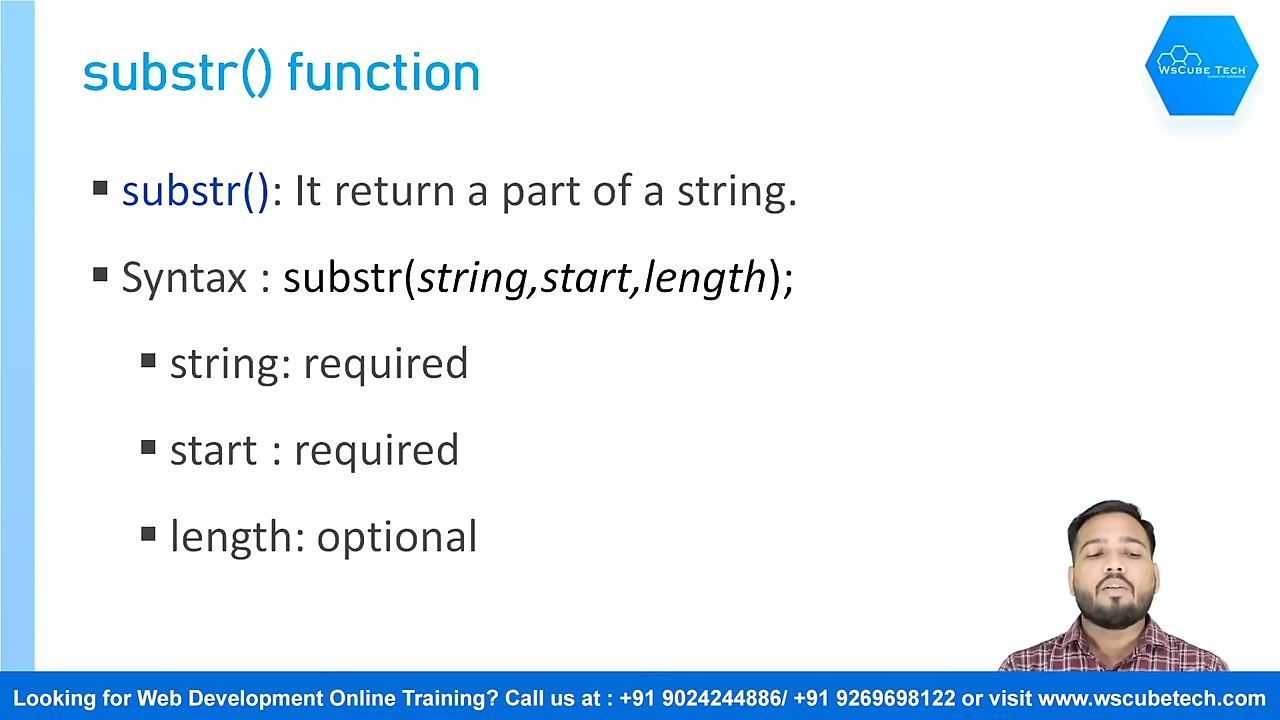 substr() function
WsCube Tech
▪ substr(): It return a part of a string.
▪ Syntax : substr(string,start,length);
▪ string: required
▪ start : required
▪ length: optional
Looking for Web Development Online Training? Call us at : +91 9024244886/ +91 9269698122 or visit www.wscubetech.com